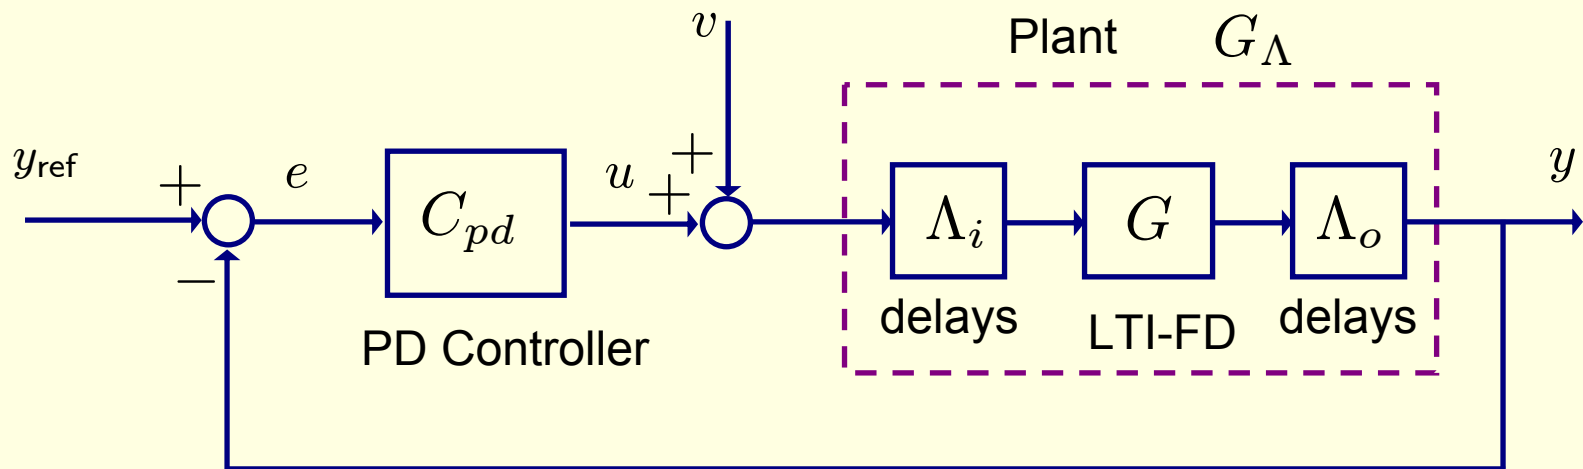 v
Plant G_Λ
y_ref + e C_pd u + + Λ_i G Λ_o y
−
delays LTI-FD delays
PD Controller